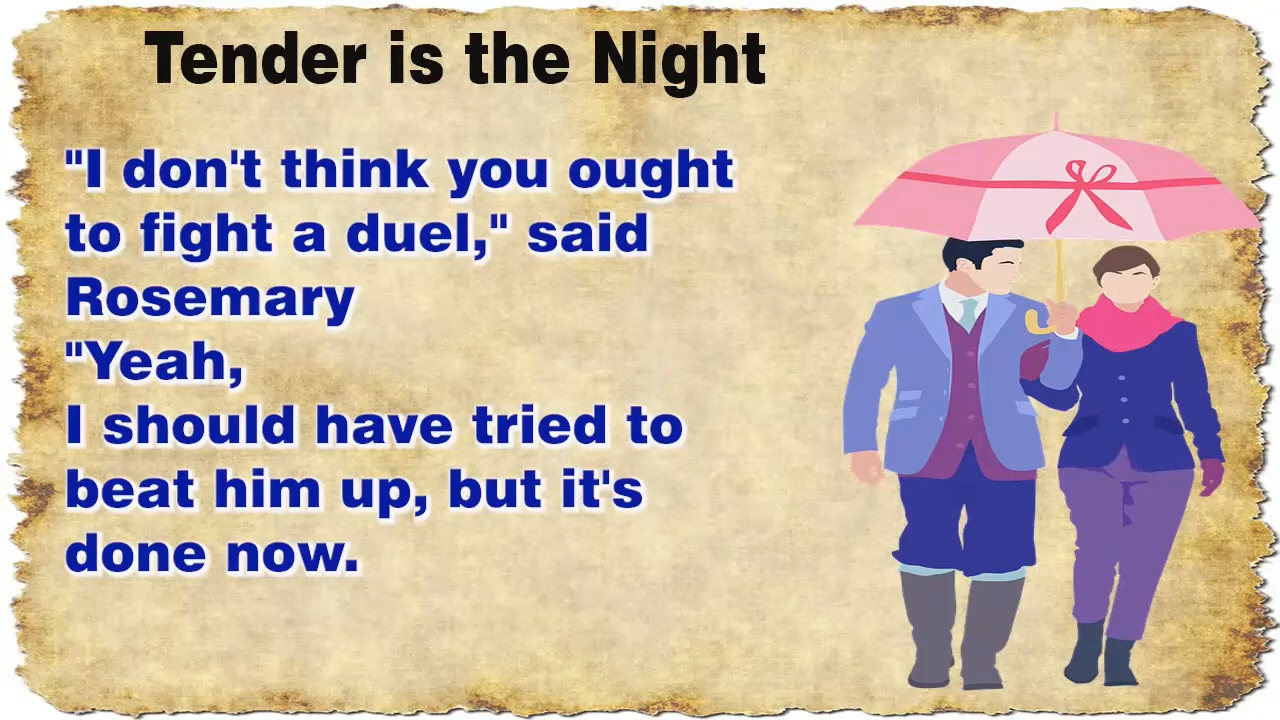 Tender is the Night
"I don't think you ought
to fight a duel," said
Rosemary
"Yeah,
I should have tried to
beat him up, but it's
done now.